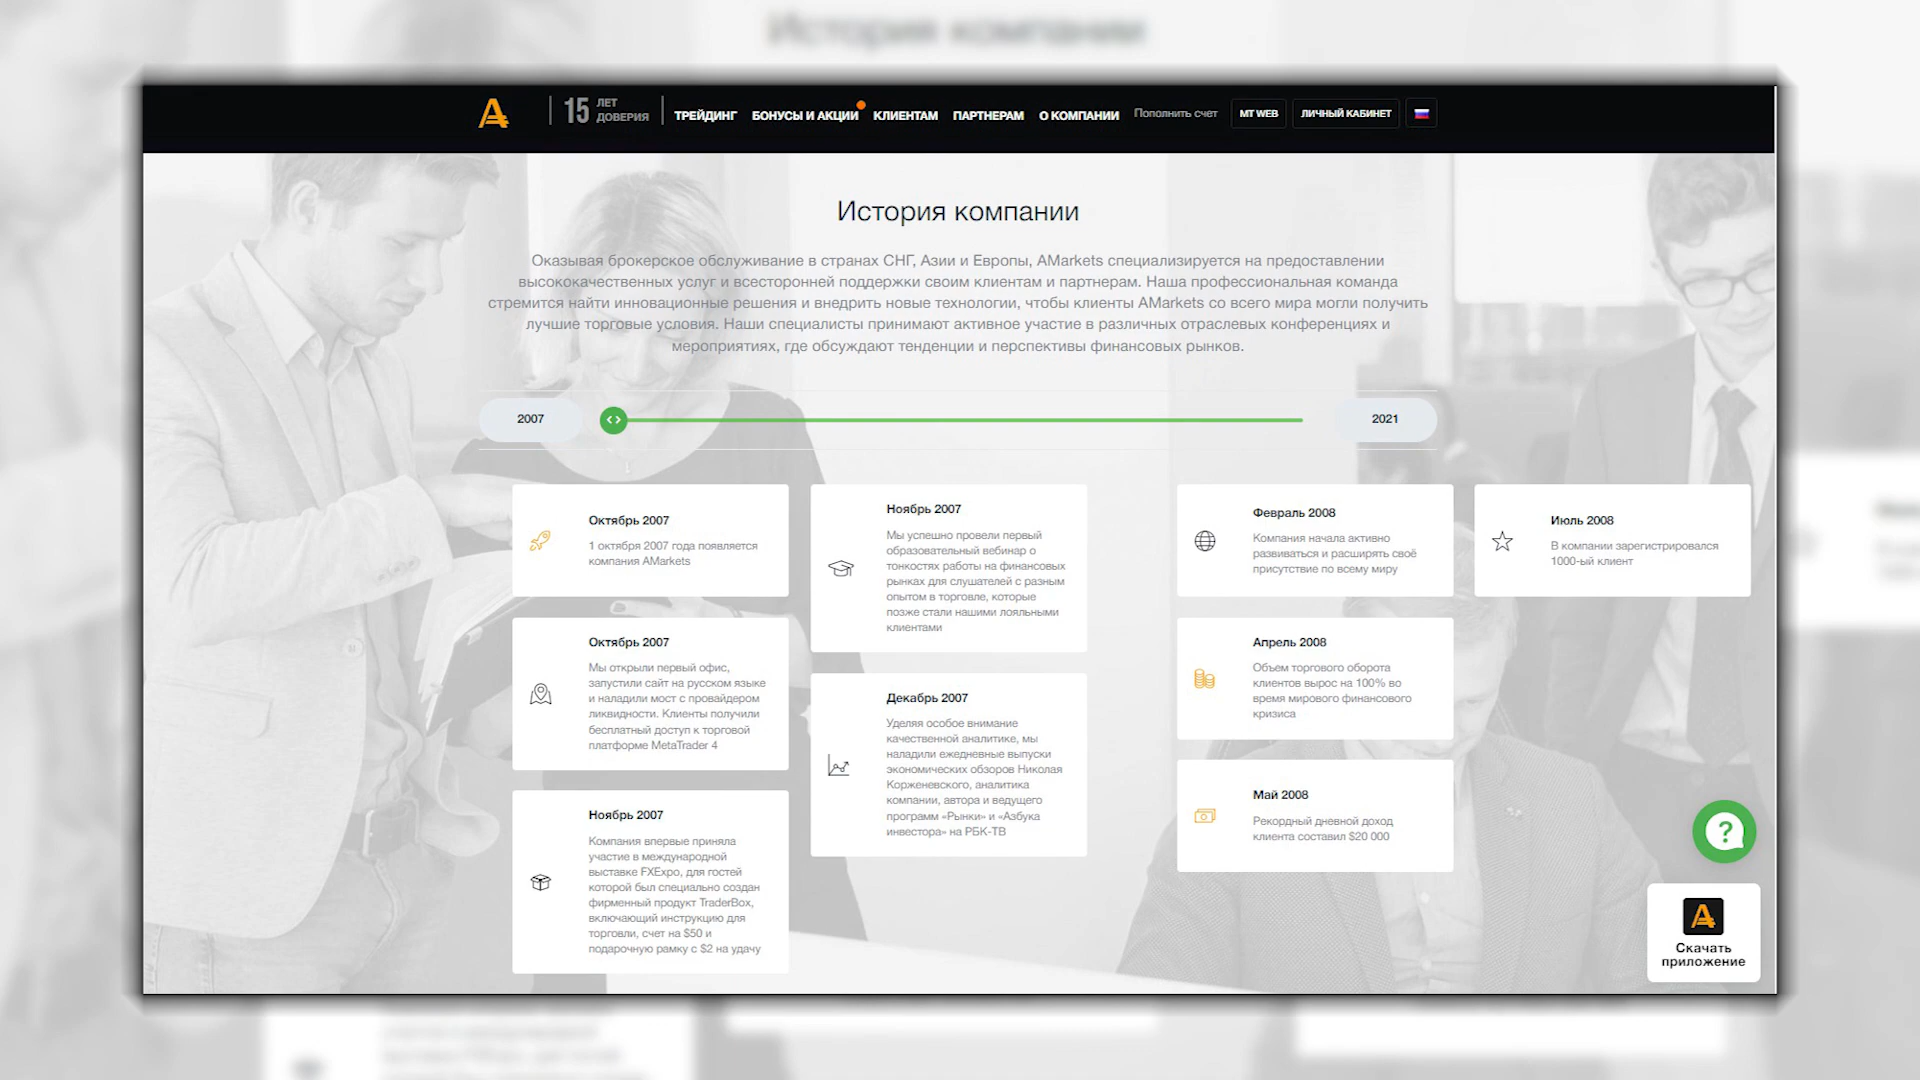 История компании
15 ЛЕТ ДОВЕРИЯ
ТРЕЙДИНГ
БОНУСЫ И АКЦИИ
КЛИЕНТАМ
ПАРТНЕРАМ
О КОМПАНИИ
Пополнить счет
MT WEB
ЛИЧНЫЙ КАБИНЕТ
История компании
Оказывая брокерское обслуживание в странах СНГ, Азии и Европы, AMarkets специализируется на предоставлении
высококачественных услуг и всесторонней поддержки своим клиентам и партнерам. Наша профессиональная команда
стремится найти инновационные решения и внедрить новые технологии, чтобы клиенты AMarkets со всего мира могли получить
лучшие торговые условия. Наши специалисты принимают активное участие в различных отраслевых конференциях и
мероприятиях, где обсуждают тенденции и перспективы финансовых рынков.
2007
2021
Октябрь 2007
1 октября 2007 года появляется
компания AMarkets
Октябрь 2007
Мы открыли первый офис,
запустили сайт на русском языке
и наладили мост с провайдером
ликвидности. Клиенты получили
бесплатный доступ к торговой
платформе MetaTrader 4
Ноябрь 2007
Компания впервые приняла
участие в международной
выставке FXExpo, для гостей
которой был специально создан
фирменный продукт TraderBox,
включающий инструкцию для
торговли, счет на $50 и
подарочную рамку с $2 на удачу
Ноябрь 2007
Мы успешно провели первый
образовательный вебинар о
тонкостях работы на финансовых
рынках для слушателей с разным
опытом в торговле, которые
позже стали нашими лояльными
клиентами
Декабрь 2007
Уделяя особое внимание
качественной аналитике, мы
наладили ежедневные выпуски
экономических обзоров Николая
Корженевского, аналитика
компании, автора и ведущего
программ «Рынки» и «Азбука
инвестора» на РБК-ТВ
Февраль 2008
Компания начала активно
развиваться и расширять своё
присутствие по всему миру
Апрель 2008
Объем торгового оборота
клиентов вырос на 100% во
время мирового финансового
кризиса
Май 2008
Рекордный дневной доход
клиента составил $20 000
Июль 2008
В компании зарегистрировался
1000-ый клиент
Скачать
приложение